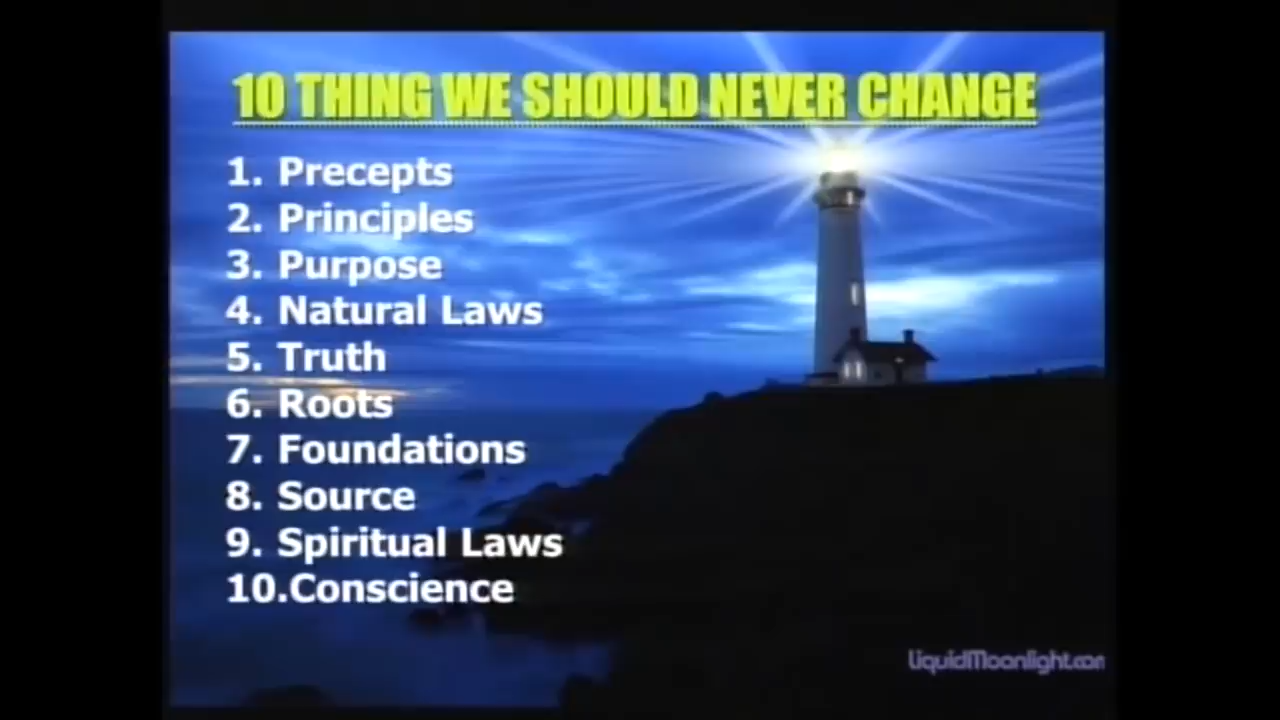 10 THING WE SHOULD NEVER CHANGE
1. Precepts
2. Principles
3. Purpose
4. Natural Laws
5. Truth
6. Roots
7. Foundations
8. Source
9. Spiritual Laws
10.Conscience
LiquidMoonlight.com